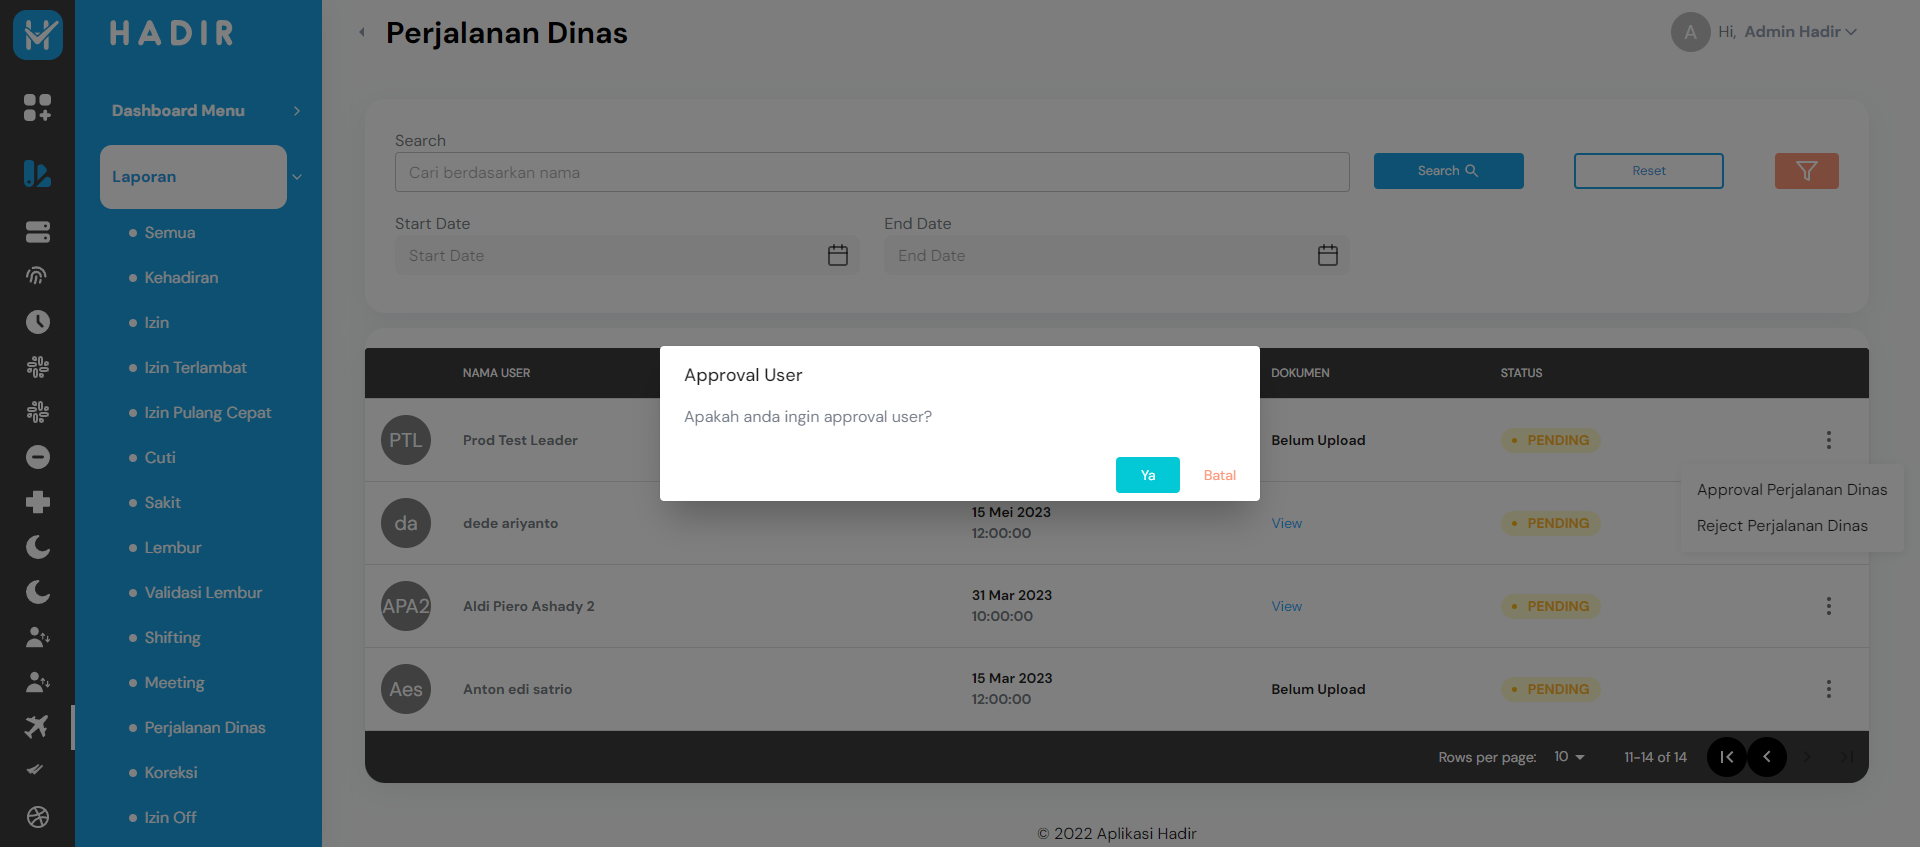 HADIR
Dashboard Menu
Laporan
Semua
Kehadiran
Izin
Izin Terlambat
Izin Pulang Cepat
Cuti
Sakit
Lembur
Validasi Lembur
Shifting
Meeting
Perjalanan Dinas
Koreksi
Izin Off
Perjalanan Dinas
A Hi, Admin Hadir
Search
Cari berdasarkan nama
Search
Reset
Start Date End Date
Start Date End Date
NAMA USER DOKUMEN STATUS
PTL Prod Test Leader Belum Upload PENDING
Approval User
Apakah anda ingin approval user?
Ya Batal
Approval Perjalanan Dinas
Reject Perjalanan Dinas
da dede ariyanto 15 Mei 2023 View PENDING
12:00:00
APA2 Aldi Piero Ashady 2 31 Mar 2023 View PENDING
10:00:00
Aes Anton edi satrio 15 Mar 2023 Belum Upload PENDING
12:00:00
Rows per page: 10 11-14 of 14
© 2022 Aplikasi Hadir